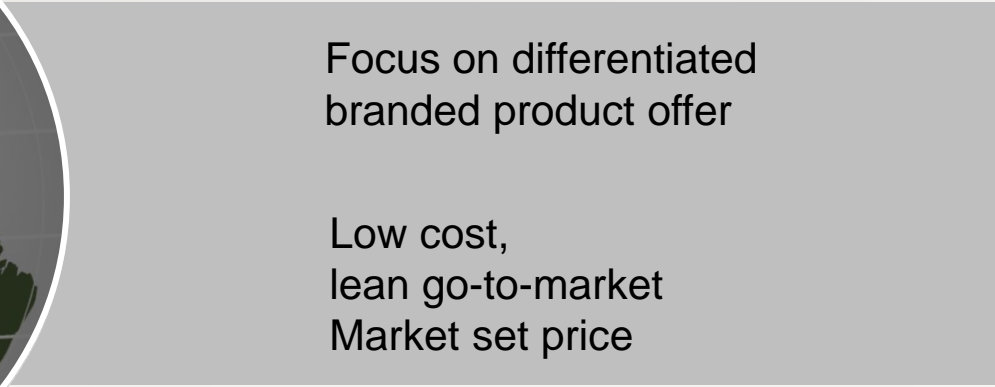 Focus on differentiated
branded product offer
Low cost,
lean go-to-market
Market set price